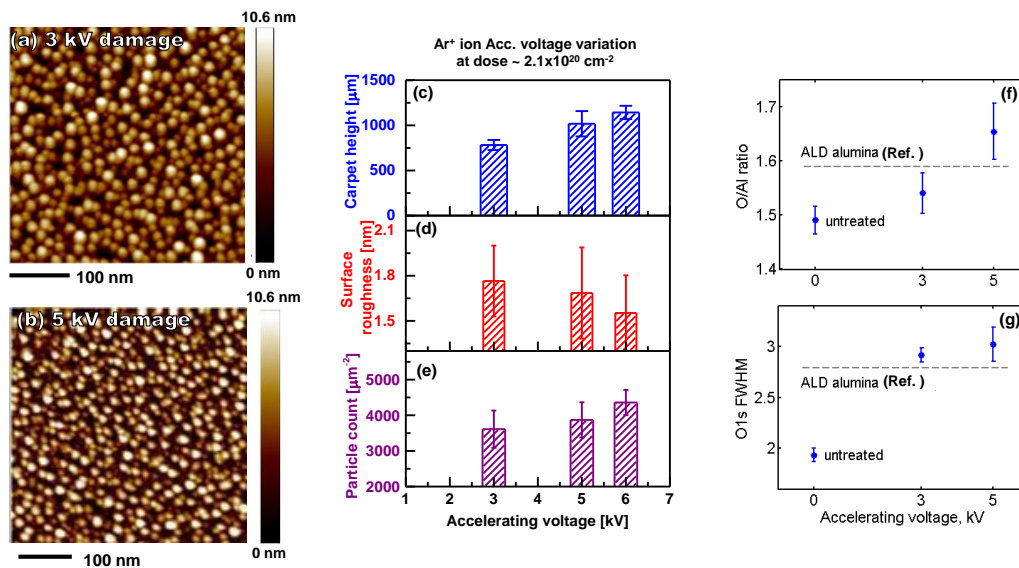 (a) 3 kV damage
10.6 nm
0 nm
100 nm
(b) 5 kV damage
10.6 nm
0 nm
100 nm
Ar⁺ ion Acc. voltage variation
at dose ~ 2.1x10²⁰ cm⁻²
(c)
Carpet height [μm]
1500
1000
500
0
(d)
Surface
roughness [nm]
2.1
1.8
1.5
(e)
Particle count [μm⁻²]
5000
4000
3000
2000
1 2 3 4 5 6 7
Accelerating voltage [kV]
(f)
O/Al ratio
1.7
1.6
1.5
1.4
ALD alumina (Ref.)
untreated
0 3 5
(g)
O1s FWHM
3
2.5
2
ALD alumina (Ref.)
untreated
0 3 5
Accelerating voltage, kV